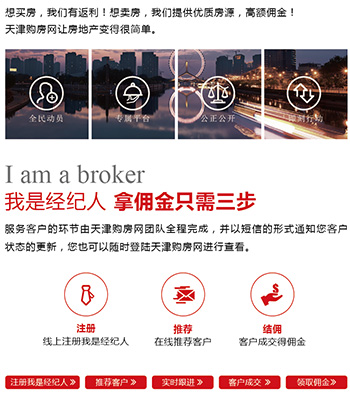 想买房，我们有返利！想卖房，我们提供优质房源，高额佣金！
天津购房网让房地产变得很简单。
全民动员
专属平台
公正公开
即刻行动
I am a broker
我是经纪人 拿佣金只需三步
服务客户的环节由天津购房网团队全程完成，并以短信的形式通知您客户
状态的更新，您也可以随时登陆天津购房网进行查看。
注册
线上注册我是经纪人
推荐
在线推荐客户
结佣
客户成交得佣金
注册我是经纪人 »
推荐客户 »
实时跟进 »
客户成交 »
领取佣金 »